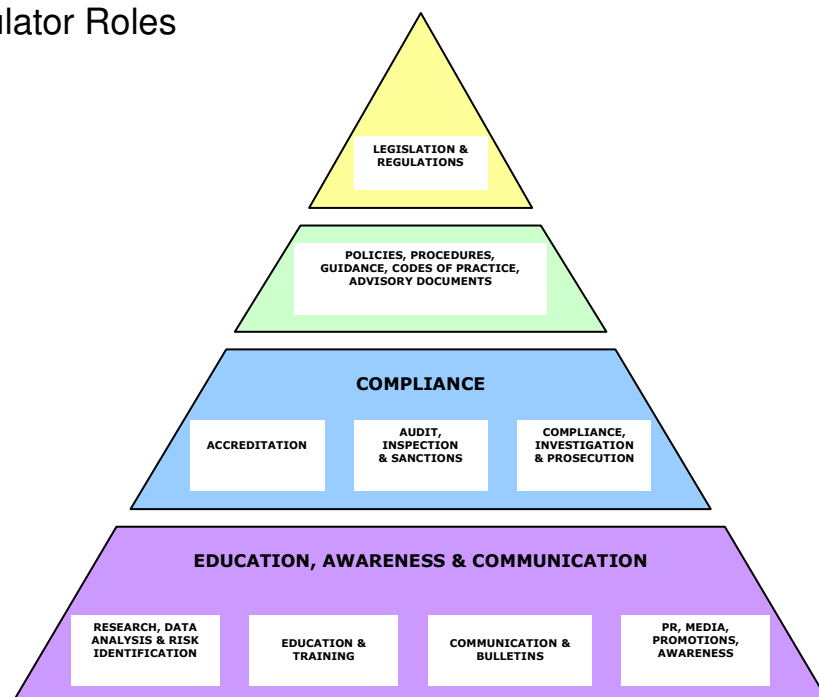 ulator Roles
LEGISLATION &
REGULATIONS
POLICIES, PROCEDURES,
GUIDANCE, CODES OF PRACTICE,
ADVISORY DOCUMENTS
COMPLIANCE
ACCREDITATION
AUDIT,
INSPECTION
& SANCTIONS
COMPLIANCE,
INVESTIGATION
& PROSECUTION
EDUCATION, AWARENESS & COMMUNICATION
RESEARCH, DATA
ANALYSIS & RISK
IDENTIFICATION
EDUCATION &
TRAINING
COMMUNICATION &
BULLETINS
PR, MEDIA,
PROMOTIONS,
AWARENESS